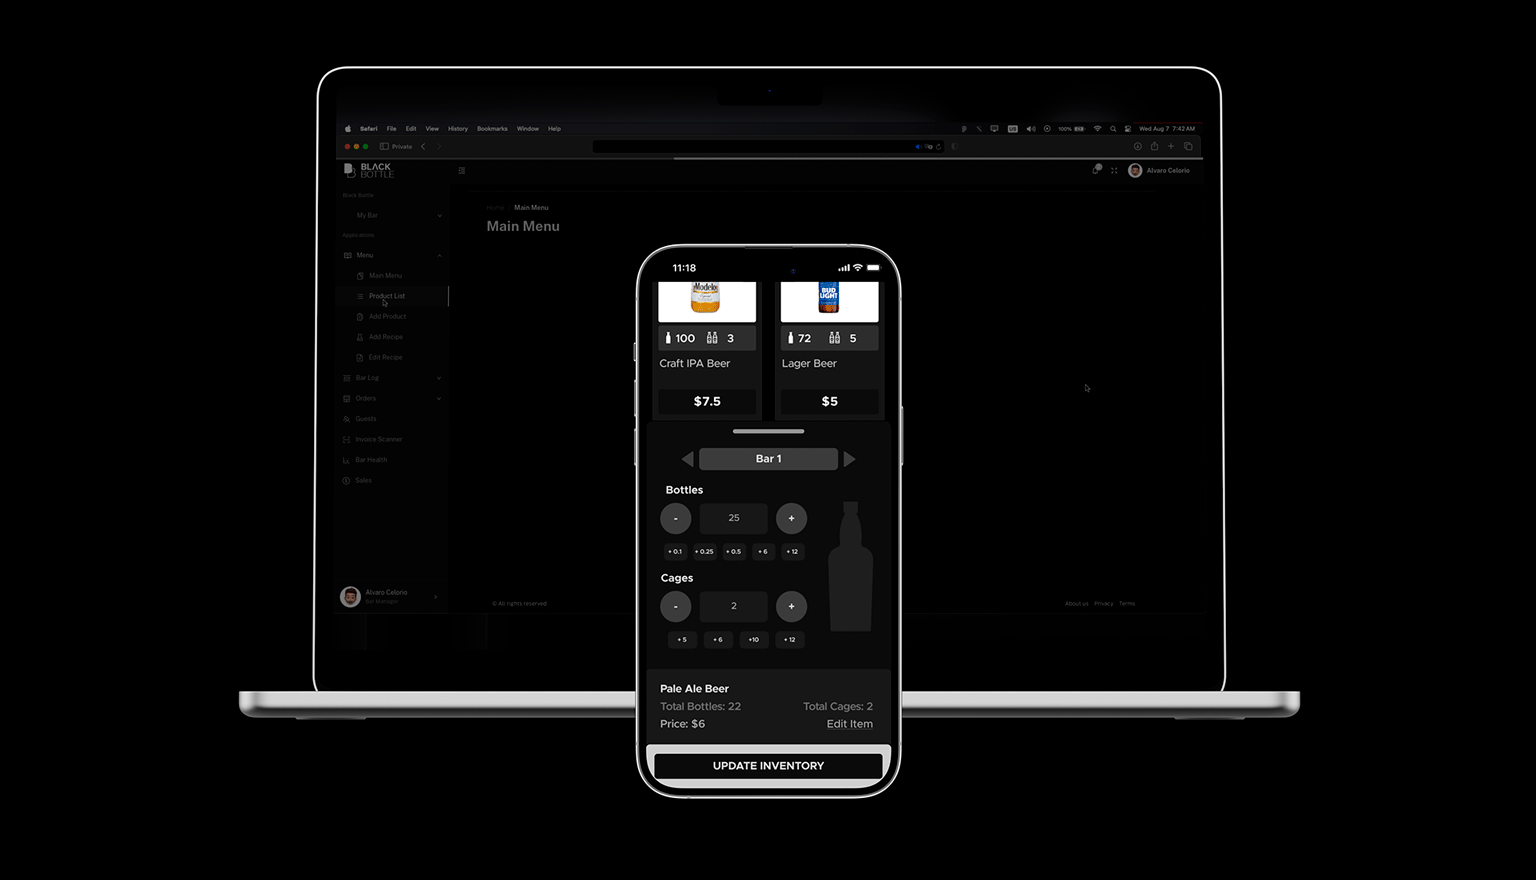 Safari File Edit View History Bookmarks Window Help
US 100% Wed Aug 7 7:42 AM
Private
BLACK
BOTTLE
Alvaro Celorio
Black Bottle
My Bar
Applications
Menu
Main Menu
Product List
Add Product
Add Recipe
Edit Recipe
Bar Log
Orders
Guests
Invoice Scanner
Bar Health
Sales
Alvaro Celorio
Bar Manager
Home Main Menu
Main Menu
© All rights reserved
About us Privacy Terms
11:18
Modelo
BUD
LIGHT
100 3
72 5
Craft IPA Beer
Lager Beer
$7.5
$5
Bar 1
Bottles
- 25 +
+ 0.1 + 0.25 + 0.5 + 6 + 12
Cages
- 2 +
+ 5 + 6 +10 + 12
Pale Ale Beer
Total Bottles: 22 Total Cages: 2
Price: $6 Edit Item
UPDATE INVENTORY